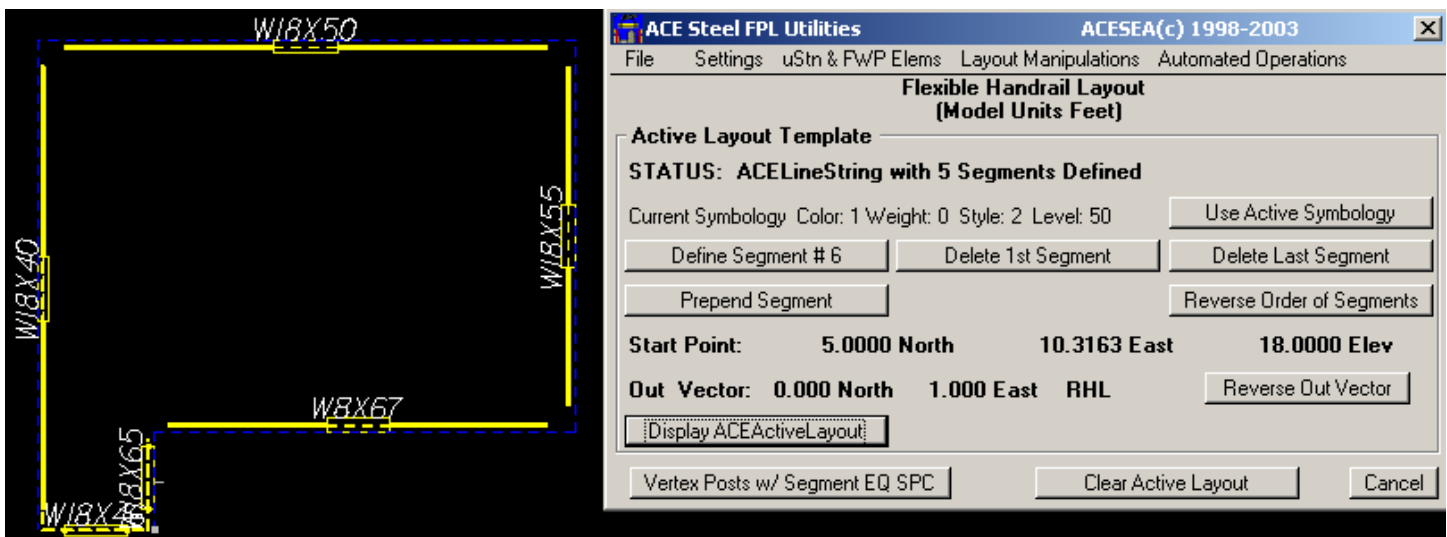 W18X50
W18X55
W18X40
W8X67
W8X65
ACE Steel FPL Utilities ACESEA(c) 1998-2003
File Settings uStn & FWP Elems Layout Manipulations Automated Operations
Flexible Handrail Layout
(Model Units Feet)
Active Layout Template
STATUS: ACELineString with 5 Segments Defined
Current Symbology Color: 1 Weight: 0 Style: 2 Level: 50 Use Active Symbology
Define Segment # 6 Delete 1st Segment Delete Last Segment
Prepend Segment Reverse Order of Segments
Start Point: 5.0000 North 10.3163 East 18.0000 Elev
Out Vector: 0.000 North 1.000 East RHL Reverse Out Vector
Display ACEActiveLayout
Vertex Posts w/ Segment EQ SPC Clear Active Layout Cancel